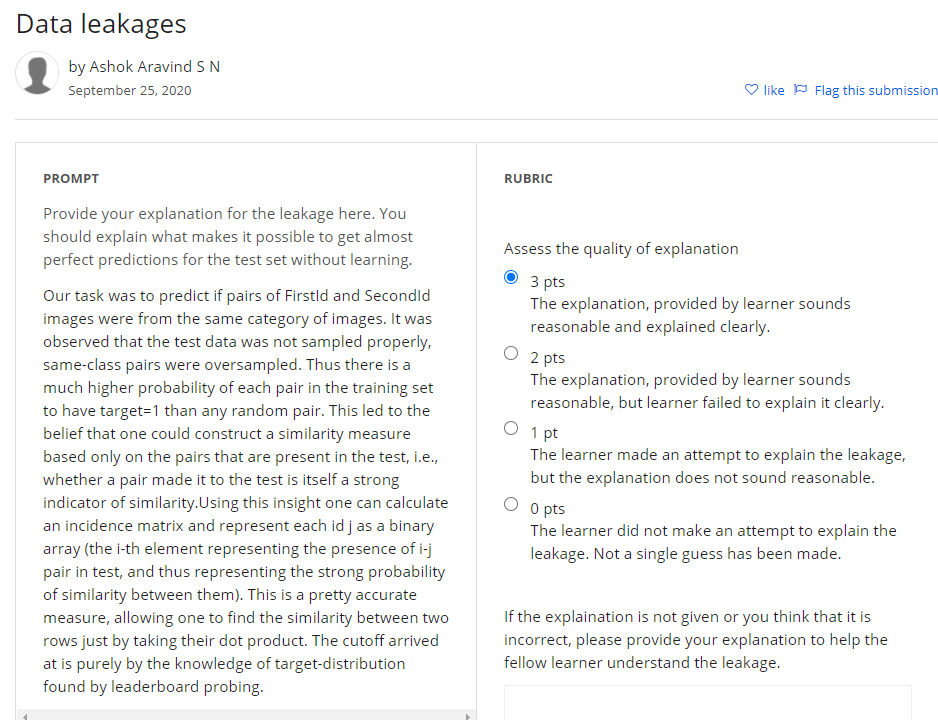 Data leakages
by Ashok Aravind S N
September 25, 2020
like Flag this submission
PROMPT
Provide your explanation for the leakage here. You
should explain what makes it possible to get almost
perfect predictions for the test set without learning.
Our task was to predict if pairs of FirstId and SecondId
images were from the same category of images. It was
observed that the test data was not sampled properly,
same-class pairs were oversampled. Thus there is a
much higher probability of each pair in the training set
to have target=1 than any random pair. This led to the
belief that one could construct a similarity measure
based only on the pairs that are present in the test, i.e.,
whether a pair made it to the test is itself a strong
indicator of similarity.Using this insight one can calculate
an incidence matrix and represent each id j as a binary
array (the i-th element representing the presence of i-j
pair in test, and thus representing the strong probability
of similarity between them). This is a pretty accurate
measure, allowing one to find the similarity between two
rows just by taking their dot product. The cutoff arrived
at is purely by the knowledge of target-distribution
found by leaderboard probing.
RUBRIC
Assess the quality of explanation
3 pts
The explanation, provided by learner sounds
reasonable and explained clearly.
2 pts
The explanation, provided by learner sounds
reasonable, but learner failed to explain it clearly.
1 pt
The learner made an attempt to explain the leakage,
but the explanation does not sound reasonable.
0 pts
The learner did not make an attempt to explain the
leakage. Not a single guess has been made.
If the explaination is not given or you think that it is
incorrect, please provide your explanation to help the
fellow learner understand the leakage.